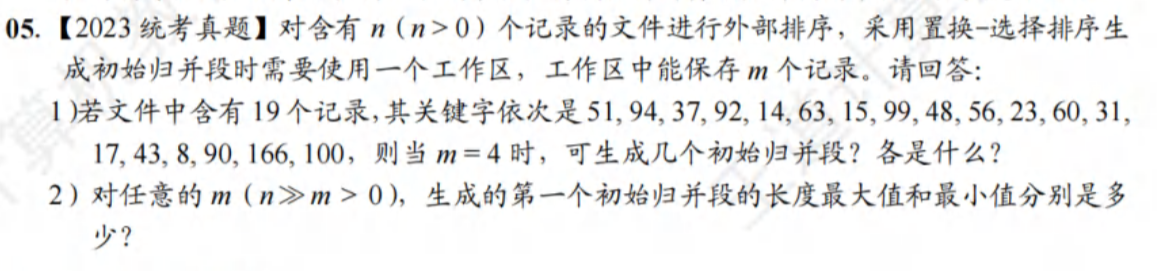 05.【2023统考真题】对含有 n（n > 0）个记录的文件进行外部排序，采用置换–选择排序生
成初始归并段时需要使用一个工作区，工作区中能保存 m 个记录。请回答：
1)若文件中含有 19 个记录,其关键字依次是 51, 94, 37, 92, 14, 63, 15, 99, 48, 56, 23, 60, 31,
17, 43, 8, 90, 166, 100，则当 m = 4 时，可生成几个初始归并段？各是什么？
2）对任意的 m（n≫m > 0），生成的第一个初始归并段的长度最大值和最小值分别是多
少？